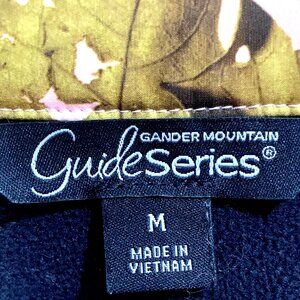 GANDER MOUNTAIN
GuideSeries®
M
MADE IN
VIETNAM